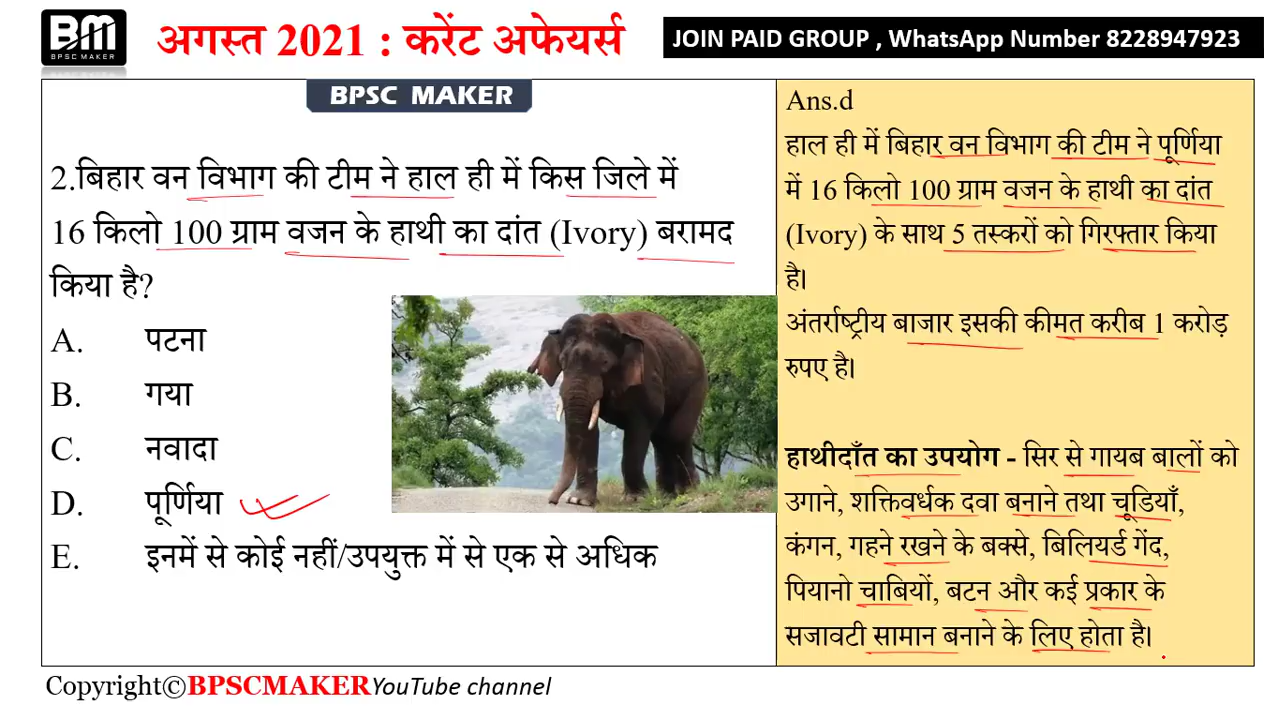 BM
BPSC MAKER
अगस्त 2021 : करेंट अफेयर्स
JOIN PAID GROUP , WhatsApp Number 8228947923
BPSC MAKER
2.बिहार वन विभाग की टीम ने हाल ही में किस जिले में
16 किलो 100 ग्राम वजन के हाथी का दांत (Ivory) बरामद
किया है?
A. पटना
B. गया
C. नवादा
D. पूर्णिया
E. इनमें से कोई नहीं/उपयुक्त में से एक से अधिक
Ans.d
हाल ही में बिहार वन विभाग की टीम ने पूर्णिया
में 16 किलो 100 ग्राम वजन के हाथी का दांत
(Ivory) के साथ 5 तस्करों को गिरफ्तार किया
है।
अंतर्राष्ट्रीय बाजार इसकी कीमत करीब 1 करोड़
रुपए है।
हाथीदाँत का उपयोग - सिर से गायब बालों को
उगाने, शक्तिवर्धक दवा बनाने तथा चूडियाँ,
कंगन, गहने रखने के बक्से, बिलियर्ड गेंद,
पियानो चाबियों, बटन और कई प्रकार के
सजावटी सामान बनाने के लिए होता है।
Copyright©BPSCMAKERYouTube channel